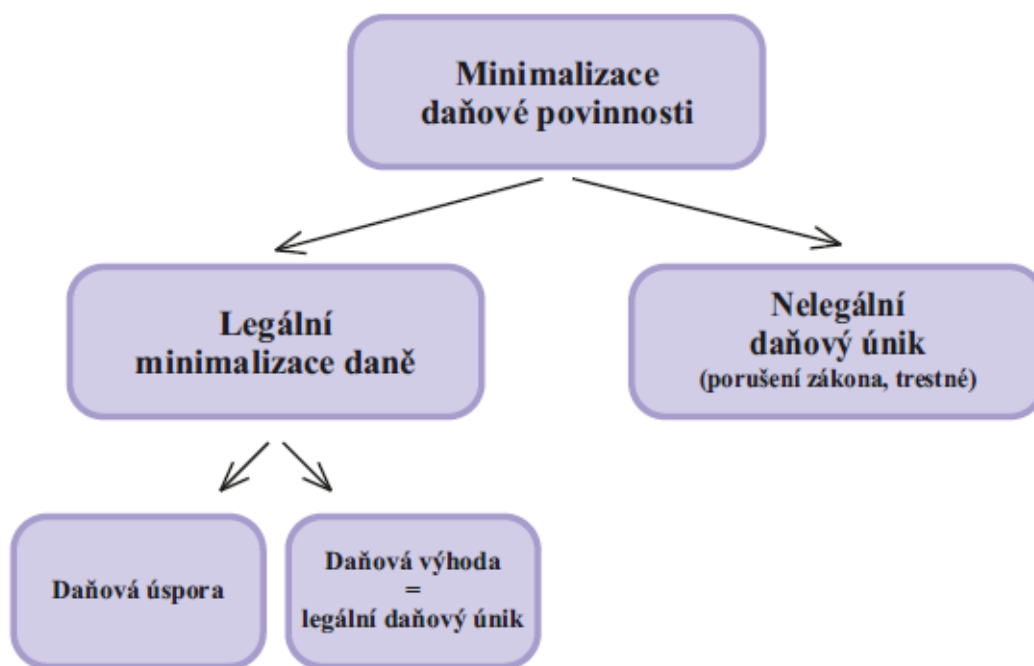 Minimalizace
daňové povinnosti
Legální
minimalizace daně
Nelegální
daňový únik
(porušení zákona, trestné)
Daňová úspora
Daňová výhoda
=
legální daňový únik